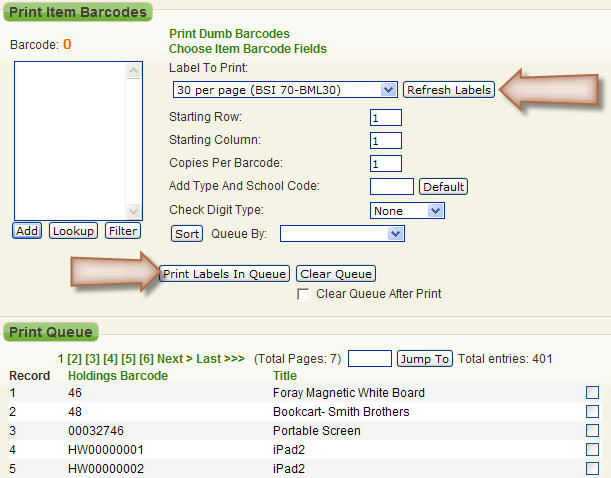 Print Item Barcodes
Barcode: 0
Print Dumb Barcodes
Choose Item Barcode Fields
Label To Print:
30 per page (BSI 70-BML30) Refresh Labels
Starting Row: 1
Starting Column: 1
Copies Per Barcode: 1
Add Type And School Code: Default
Check Digit Type: None
Add Lookup Filter
Sort Queue By:
Print Labels In Queue Clear Queue
Clear Queue After Print
Print Queue
1 [2] [3] [4] [5] [6] Next > Last >>> (Total Pages: 7) Jump To Total entries: 401
Record Holdings Barcode Title
1 46 Foray Magnetic White Board
2 48 Bookcart- Smith Brothers
3 00032746 Portable Screen
4 HW00000001 iPad2
5 HW00000002 iPad2